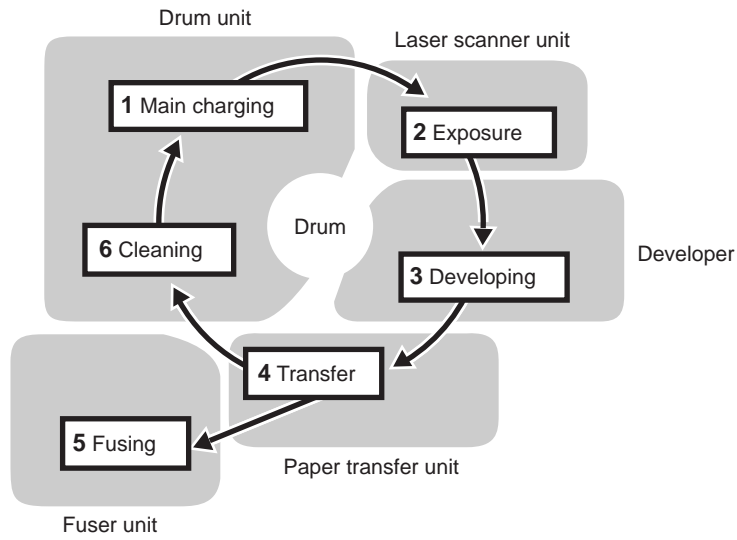 Drum unit
Laser scanner unit
1 Main charging
2 Exposure
Drum
6 Cleaning
Developer
3 Developing
4 Transfer
5 Fusing
Paper transfer unit
Fuser unit